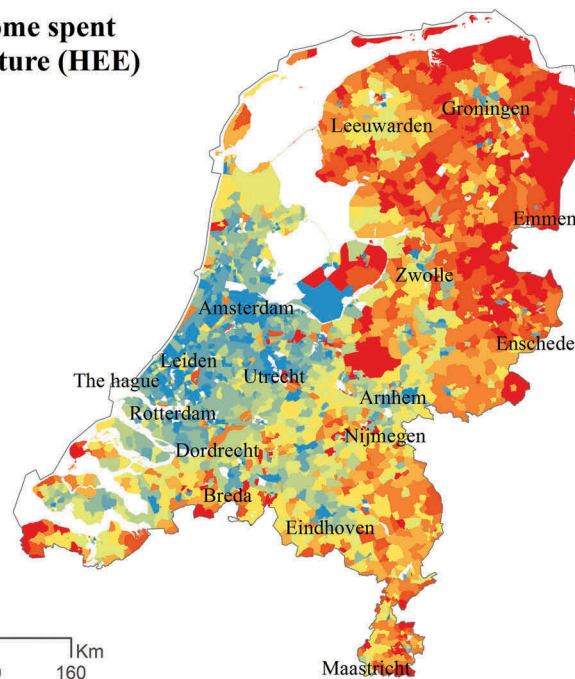 ome spent
ture (HEE)
Groningen
Leeuwarden
Emmen
Zwolle
Amsterdam
Enschede
Leiden
Utrecht
The hague
Arnhem
Rotterdam
Nijmegen
Dordrecht
Breda
Eindhoven
Km
160
Maastricht